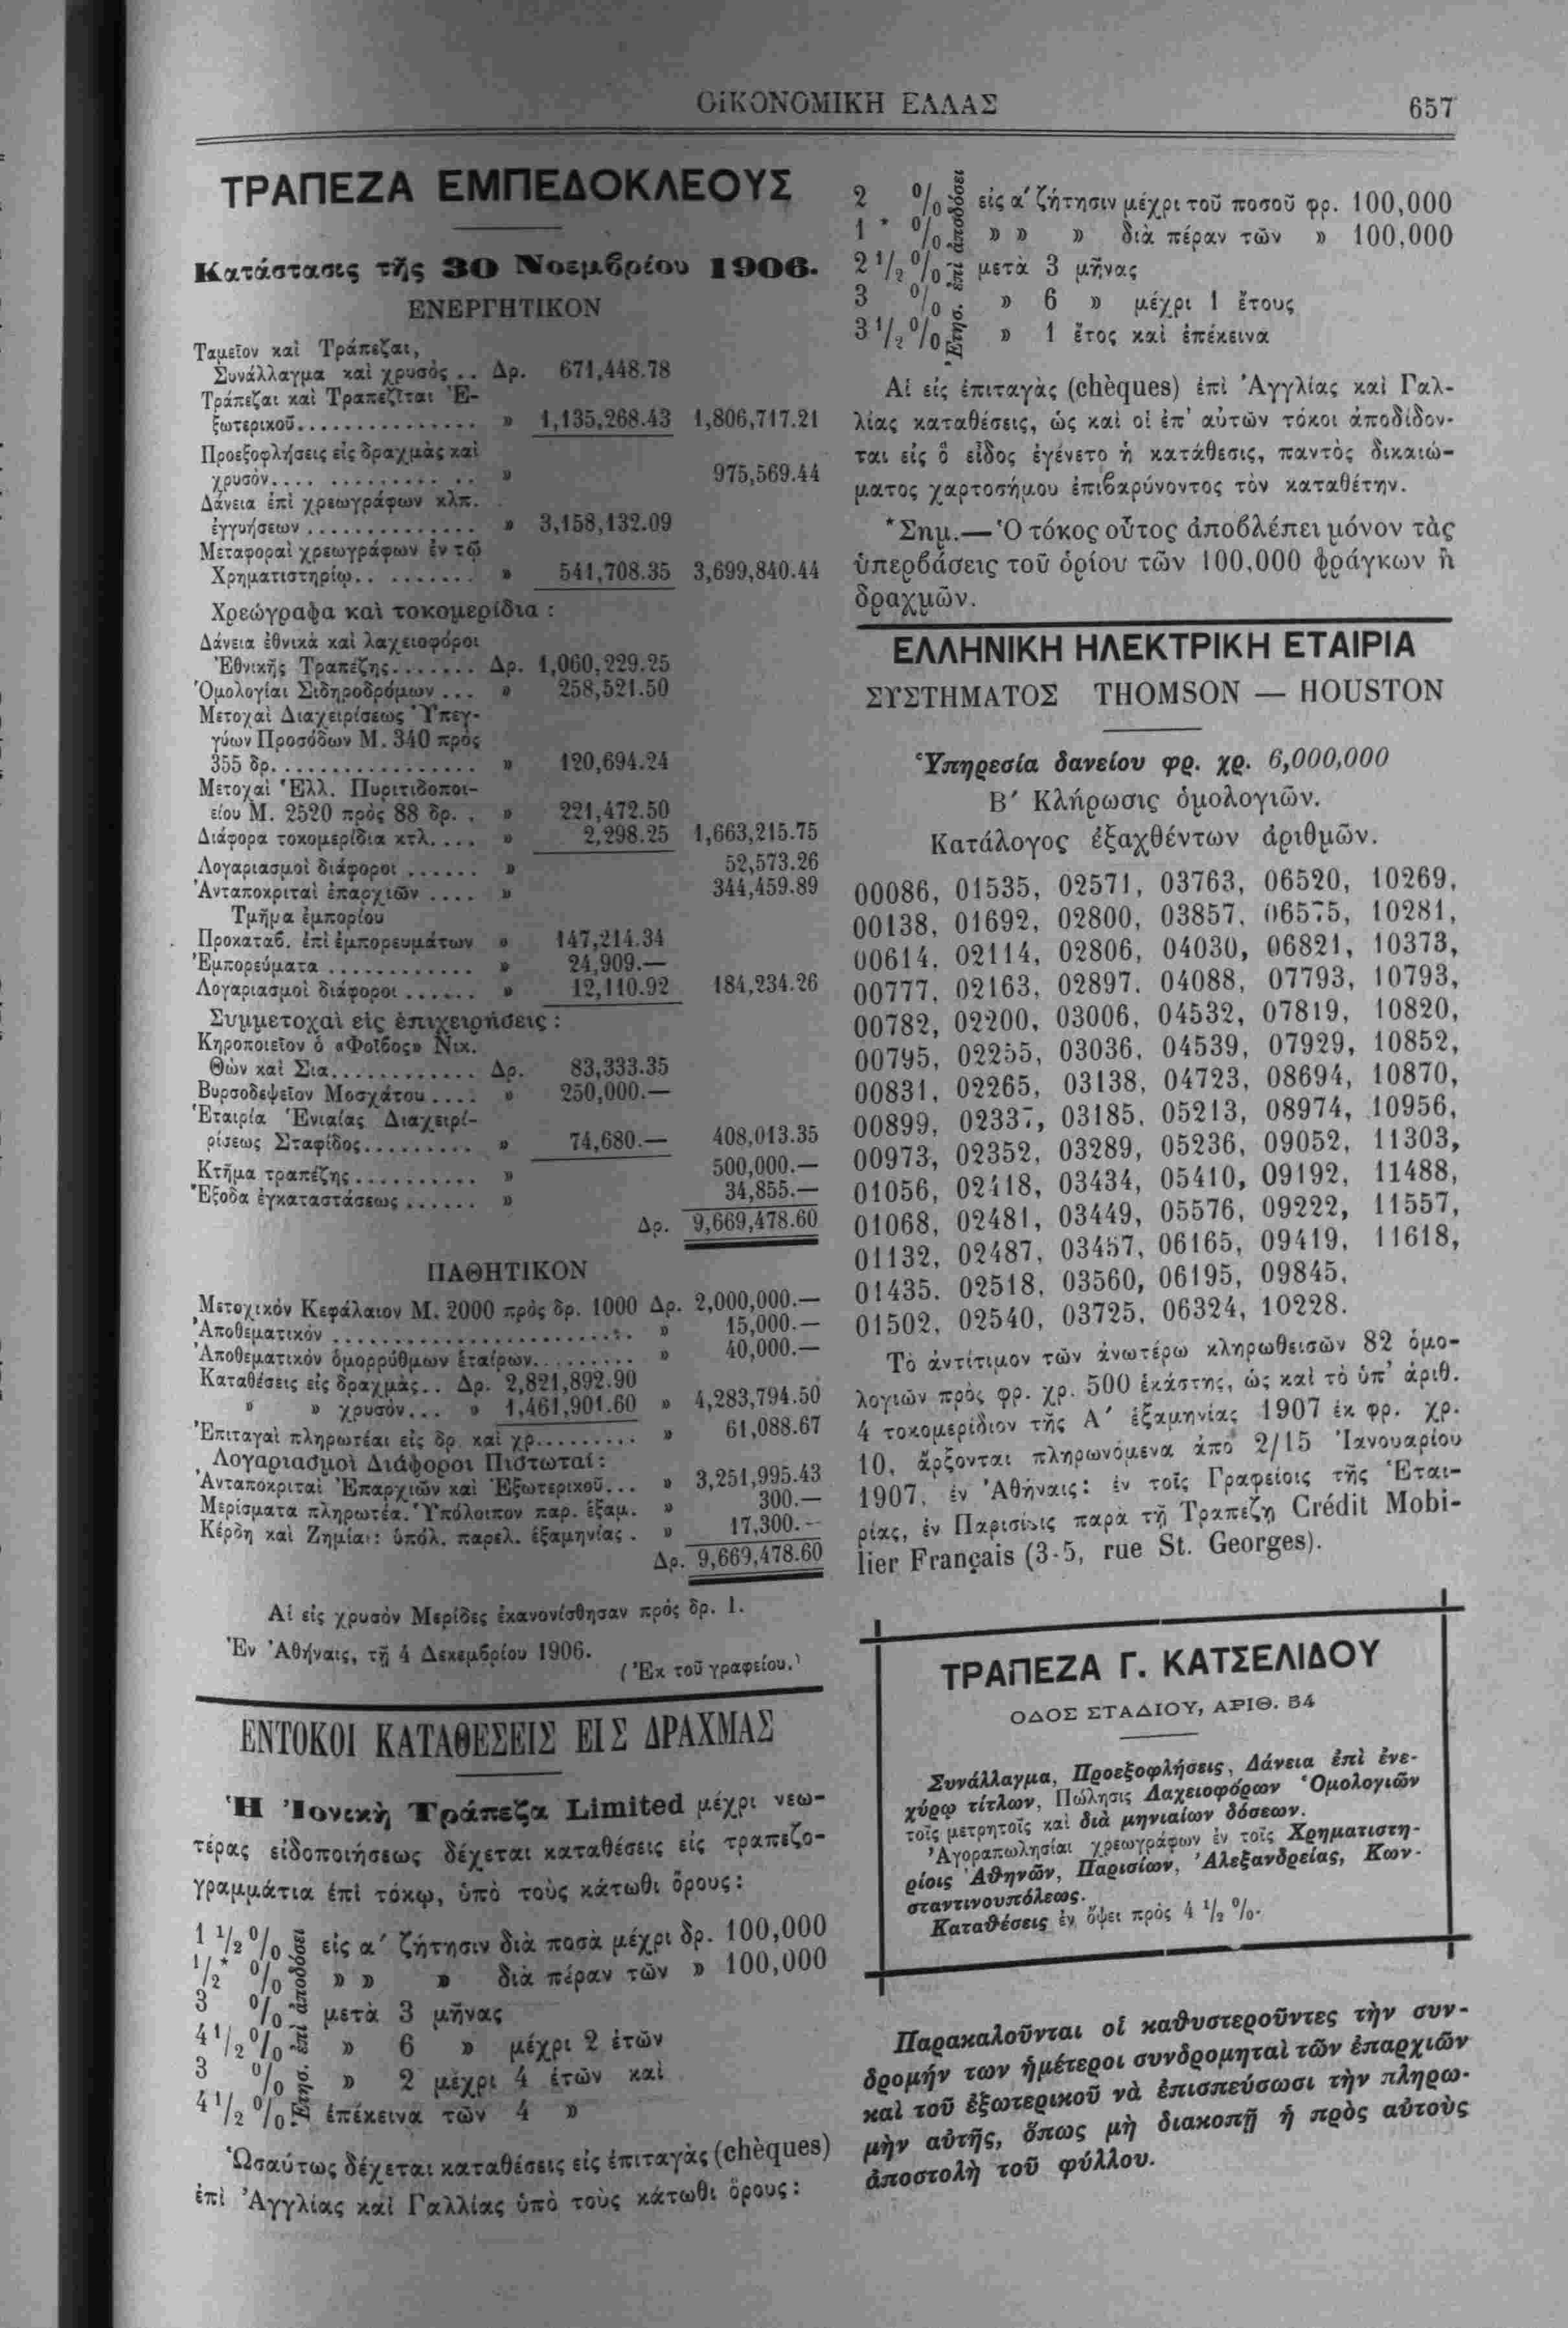 ΟΙΚΟΝΟΜΙΚΗ ΕΛΛΑΣ 657
ΤΡΑΠΕΖΑ ΕΜΠΕΔΟΚΛΕΟΥΣ
Κατάστασις τῆς 30 Νοεμβρίου 1906.
ΕΝΕΡΓΗΤΙΚΟΝ
Ταμεῖον καὶ Τράπεζαι,
Συνάλλαγμα καὶ χρυσὸς .. Δρ. 671,448.78
Τράπεζαι καὶ Τραπεζῖται Ἐ-
ξωτερικοῦ............... » 1,135,268.43 1,806,717.21
Προεξοφλήσεις εἰς δραχμὰς καὶ
χρυσὸν.... .......... .. » 975,569.44
Δάνεια ἐπὶ χρεωγράφων κλπ.
ἐγγυήσεων .............. » 3,158,132.09
Μεταφοραὶ χρεωγράφων ἐν τῷ
Χρηματιστηρίῳ.. ........ » 541,708.35 3,699,840.44
Χρεώγραφα καὶ τοκομερίδια :
Δάνεια ἐθνικὰ καὶ λαχειοφόροι
Ἐθνικῆς Τραπέζης....... Δρ. 1,060,229.25
Ὁμολογίαι Σιδηροδρόμων ... » 258,521.50
Μετοχαὶ Διαχειρίσεως Ὑπεγ-
γύων Προσόδων Μ. 340 πρὸς
355 δρ................. » 120,694.24
Μετοχαὶ Ἑλλ. Πυριτιδοποι-
είου Μ. 2520 πρὸς 88 δρ. . » 221,472.50
Διάφορα τοκομερίδια κτλ.... » 2,298.25 1,663,215.75
Λογαριασμοὶ διάφοροι ...... » 52,573.26
Ἀνταποκριταὶ ἐπαρχιῶν .... » 344,459.89
Τμῆμα ἐμπορίου
Προκαταβ. ἐπὶ ἐμπορευμάτων » 147,214.34
Ἐμπορεύματα ............ » 24,909.—
Λογαριασμοὶ διάφοροι ...... » 12,110.92 184,234.26
Συμμετοχαὶ εἰς ἐπιχειρήσεις :
Κηροποιεῖον ὁ «Φοῖβος» Νικ.
Θὼν καὶ Σια............ Δρ. 83,333.35
Βυρσοδεψεῖον Μοσχάτου .... » 250,000.—
Ἑταιρία Ἑνιαίας Διαχειρί-
ρίσεως Σταφίδος......... » 74,680.— 408,013.35
Κτῆμα τραπέζης........... » 500,000.—
Ἔξοδα ἐγκαταστάσεως ...... » 34,855.—
Δρ. 9,669,478.60
ΠΑΘΗΤΙΚΟΝ
Μετοχικὸν Κεφάλαιον Μ. 2000 πρὸς δρ. 1000 Δρ. 2,000,000.—
Ἀποθεματικόν ........................ » 15,000.—
Ἀποθεματικὸν ὁμορρύθμων ἑταίρων.......... » 40,000.—
Καταθέσεις εἰς δραχμὰς.. Δρ. 2,821,892.90
» » χρυσόν... » 1,461,901.60 » 4,283,794.50
Ἐπιταγαὶ πληρωτέαι εἰς δρ. καὶ χρ......... » 61,088.67
Λογαριασμοὶ Διάφοροι Πιστωταί :
Ἀνταποκριταὶ Ἐπαρχιῶν καὶ Ἐξωτερικοῦ... » 3,251,995.43
Μερίσματα πληρωτέα. Ὑπόλοιπον παρ. ἑξαμ. » 300.—
Κέρδη καὶ Ζημίαι: ὑπόλ. παρελ. ἑξαμηνίας . » 17,300.—
Δρ. 9,669,478.60
Αἱ εἰς χρυσὸν Μερίδες ἐκανονίσθησαν πρὸς δρ. 1.
Ἐν Ἀθήναις, τῇ 4 Δεκεμβρίου 1906.
(Ἐκ τοῦ γραφείου.)
ΕΝΤΟΚΟΙ ΚΑΤΑΘΕΣΕΙΣ ΕΙΣ ΔΡΑΧΜΑΣ
Ἡ Ἰονικὴ Τράπεζα Limited μέχρι νεω-
τέρας εἰδοποιήσεως δέχεται καταθέσεις εἰς τραπεζο-
γραμμάτια ἐπὶ τόκῳ, ὑπὸ τοὺς κάτωθι ὅρους :
Ἐτησ. ἐπὶ ἀποδόσει
1 1/2 % εἰς α' ζήτησιν διὰ ποσὰ μέχρι δρ. 100,000
1/2* % » » » διὰ πέραν τῶν » 100,000
3 % μετὰ 3 μῆνας
4 1/2 % » 6 » μέχρι 2 ἐτῶν
3 % » 2 μέχρι 4 ἐτῶν καὶ
4 1/2 % ἐπέκεινα τῶν 4 »
Ὡσαύτως δέχεται καταθέσεις εἰς ἐπιταγὰς (chèques)
ἐπὶ Ἀγγλίας καὶ Γαλλίας ὑπὸ τοὺς κάτωθι ὅρους :
Ἐτησ. ἐπὶ ἀποδόσει
2 % εἰς α' ζήτησιν μέχρι τοῦ ποσοῦ φρ. 100,000
1 * % » » » διὰ πέραν τῶν » 100,000
2 1/2 % μετὰ 3 μῆνας
3 % » 6 » μέχρι 1 ἔτους
3 1/2 % » 1 ἔτος καὶ ἐπέκεινα
Αἱ εἰς ἐπιταγὰς (chèques) ἐπὶ Ἀγγλίας καὶ Γαλ-
λίας καταθέσεις, ὡς καὶ οἱ ἐπ' αὐτῶν τόκοι ἀποδίδον-
ται εἰς ὃ εἶδος ἐγένετο ἡ κατάθεσις, παντὸς δικαιώ-
ματος χαρτοσήμου ἐπιβαρύνοντος τὸν καταθέτην.
*Σημ.— Ὁ τόκος οὗτος ἀποβλέπει μόνον τὰς
ὑπερβάσεις τοῦ ὁρίου τῶν 100,000 φράγκων ἢ
δραχμῶν.
ΕΛΛΗΝΙΚΗ ΗΛΕΚΤΡΙΚΗ ΕΤΑΙΡΙΑ
ΣΥΣΤΗΜΑΤΟΣ THOMSON — HOUSTON
Ὑπηρεσία δανείου φρ. χρ. 6,000,000
Β' Κλήρωσις ὁμολογιῶν.
Κατάλογος ἐξαχθέντων ἀριθμῶν.
00086, 01535, 02571, 03763, 06520, 10269,
00138, 01692, 02800, 03857, 06575, 10281,
00614, 02114, 02806, 04030, 06821, 10373,
00777, 02163, 02897, 04088, 07793, 10793,
00782, 02200, 03006, 04532, 07819, 10820,
00795, 02255, 03036, 04539, 07929, 10852,
00831, 02265, 03138, 04723, 08694, 10870,
00899, 02337, 03185, 05213, 08974, 10956,
00973, 02352, 03289, 05236, 09052, 11303,
01056, 02418, 03434, 05410, 09192, 11488,
01068, 02481, 03449, 05576, 09222, 11557,
01132, 02487, 03457, 06165, 09419, 11618,
01435, 02518, 03560, 06195, 09845,
01502, 02540, 03725, 06324, 10228.
Τὸ ἀντίτιμον τῶν ἀνωτέρω κληρωθεισῶν 82 ὁμο-
λογιῶν πρὸς φρ. χρ. 500 ἑκάστης, ὡς καὶ τὸ ὑπ' ἀριθ.
4 τοκομερίδιον τῆς Α' ἑξαμηνίας 1907 ἐκ φρ. χρ.
10, ἄρξονται πληρωνόμενα ἀπὸ 2/15 Ἰανουαρίου
1907, ἐν Ἀθήναις : ἐν τοῖς Γραφείοις τῆς Ἑται-
ρίας, ἐν Παρισίοις παρὰ τῇ Τραπέζῃ Crédit Mobi-
lier Français (3-5, rue St. Georges).
ΤΡΑΠΕΖΑ Γ. ΚΑΤΣΕΛΙΔΟΥ
ΟΔΟΣ ΣΤΑΔΙΟΥ, ΑΡΙΘ. 54
Συνάλλαγμα, Προεξοφλήσεις, Δάνεια ἐπὶ ἐνε-
χύρῳ τίτλων, Πώλησις Λαχειοφόρων Ὁμολογιῶν
τοῖς μετρητοῖς καὶ διὰ μηνιαίων δόσεων.
Ἀγοραπωλησίαι χρεωγράφων ἐν τοῖς Χρηματιστη-
ρίοις Ἀθηνῶν, Παρισίων, Ἀλεξανδρείας, Κων-
σταντινουπόλεως.
Καταθέσεις ἐν ὄψει πρὸς 4 1/2 %.
Παρακαλοῦνται οἱ καθυστεροῦντες τὴν συν-
δρομήν των ἡμέτεροι συνδρομηταὶ τῶν ἐπαρχιῶν
καὶ τοῦ ἐξωτερικοῦ νὰ ἐπισπεύσωσι τὴν πληρω-
μὴν αὐτῆς, ὅπως μὴ διακοπῇ ἡ πρὸς αὐτοὺς
ἀποστολὴ τοῦ φύλλου.